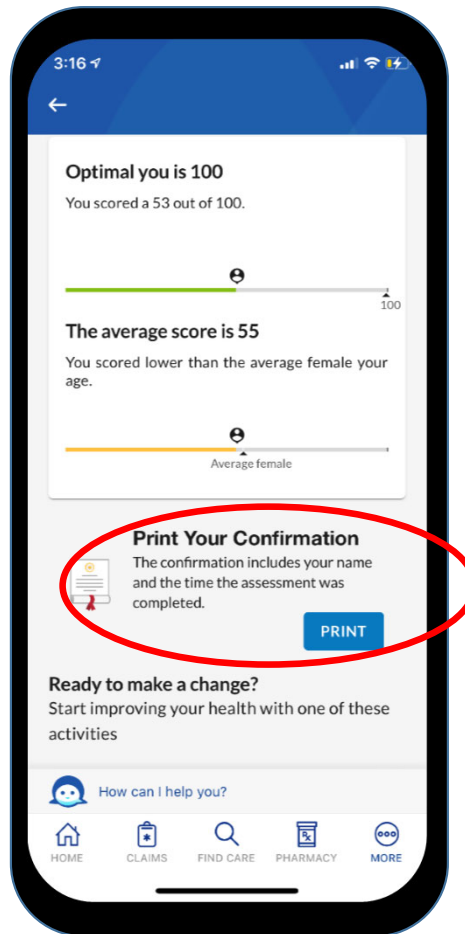 3:16
Optimal you is 100
You scored a 53 out of 100.
100
The average score is 55
You scored lower than the average female your
age.
Average female
Print Your Confirmation
The confirmation includes your name
and the time the assessment was
completed.
PRINT
Ready to make a change?
Start improving your health with one of these
activities
How can I help you?
HOME CLAIMS FIND CARE PHARMACY MORE